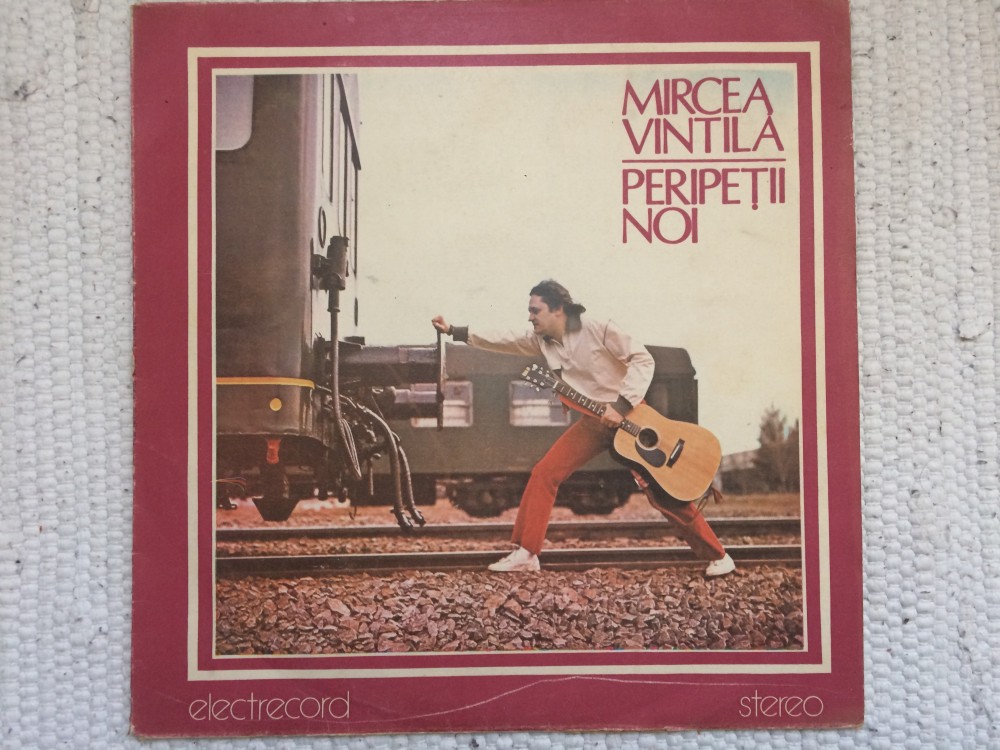 MIRCEA
VINTILĂ
PERIPEȚII
NOI
electrecord
stereo